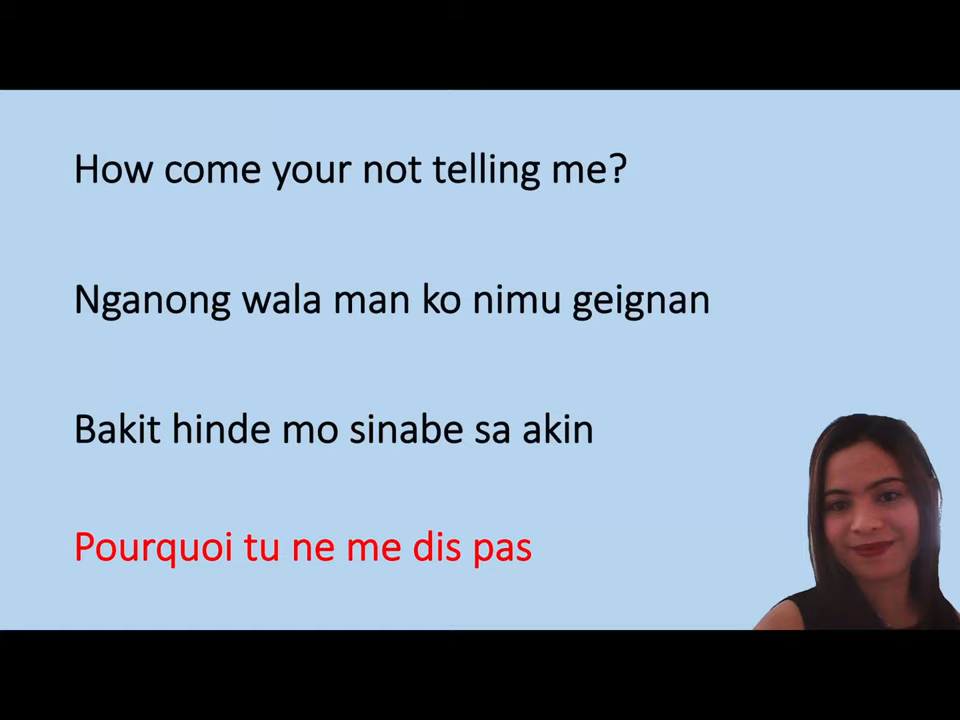 How come your not telling me?
Nganong wala man ko nimu geignan
Bakit hinde mo sinabe sa akin
Pourquoi tu ne me dis pas